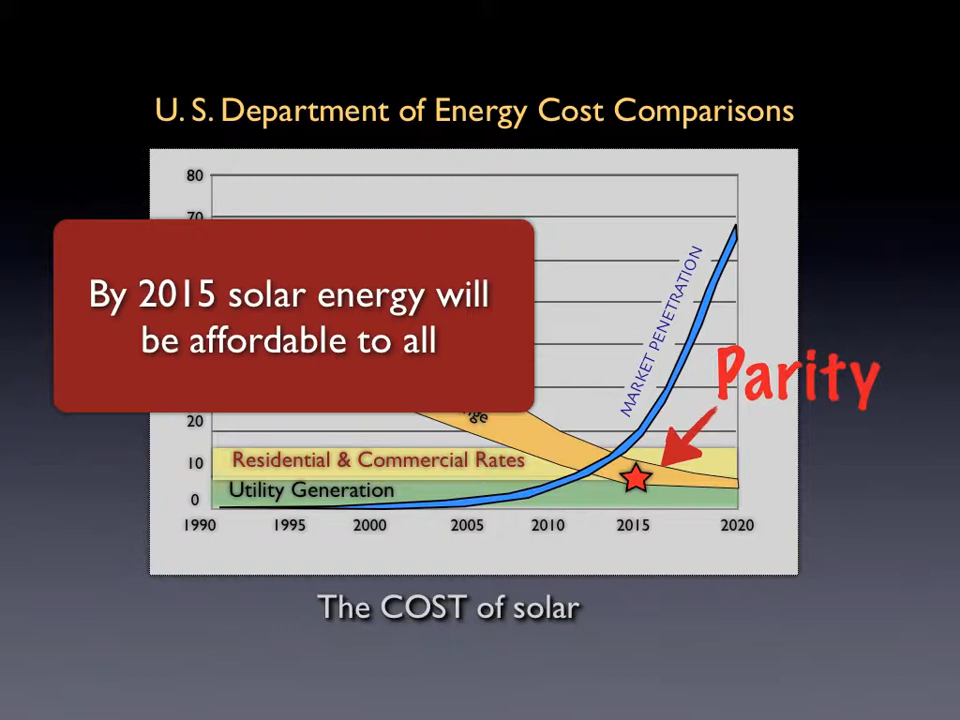 U. S. Department of Energy Cost Comparisons
80
70
By 2015 solar energy will
be affordable to all
MARKET PENETRATION
Parity
20
10
Residential & Commercial Rates
Utility Generation
0
1990 1995 2000 2005 2010 2015 2020
The COST of solar